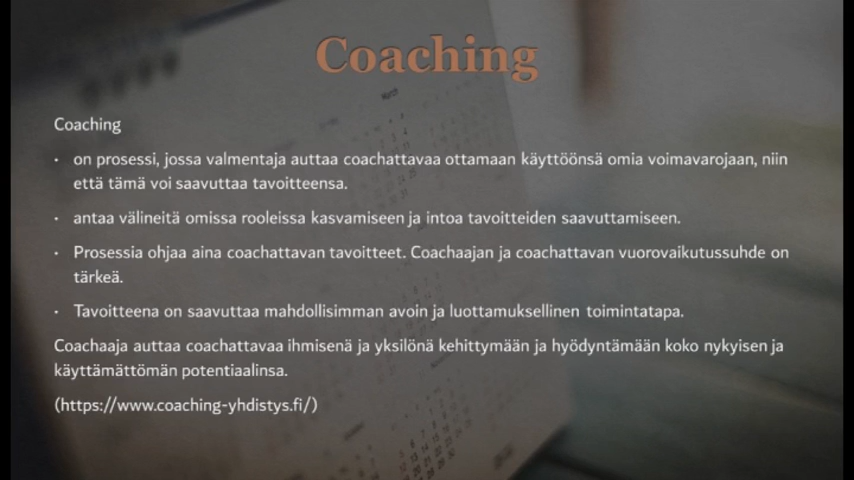 Coaching
Coaching
• on prosessi, jossa valmentaja auttaa coachattavaa ottamaan käyttöönsä omia voimavarojaan, niin
että tämä voi saavuttaa tavoitteensa.
• antaa välineitä omissa rooleissa kasvamiseen ja intoa tavoitteiden saavuttamiseen.
• Prosessia ohjaa aina coachattavan tavoitteet. Coachaajan ja coachattavan vuorovaikutussuhde on
tärkeä.
• Tavoitteena on saavuttaa mahdollisimman avoin ja luottamuksellinen toimintatapa.
Coachaaja auttaa coachattavaa ihmisenä ja yksilönä kehittymään ja hyödyntämään koko nykyisen ja
käyttämättömän potentiaalinsa.
(https://www.coaching-yhdistys.fi/)